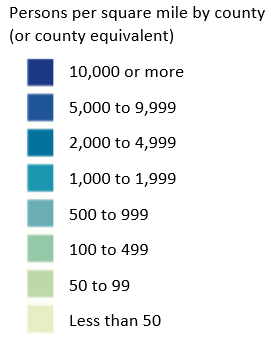 Persons per square mile by county
(or county equivalent)
10,000 or more
5,000 to 9,999
2,000 to 4,999
1,000 to 1,999
500 to 999
100 to 499
50 to 99
Less than 50